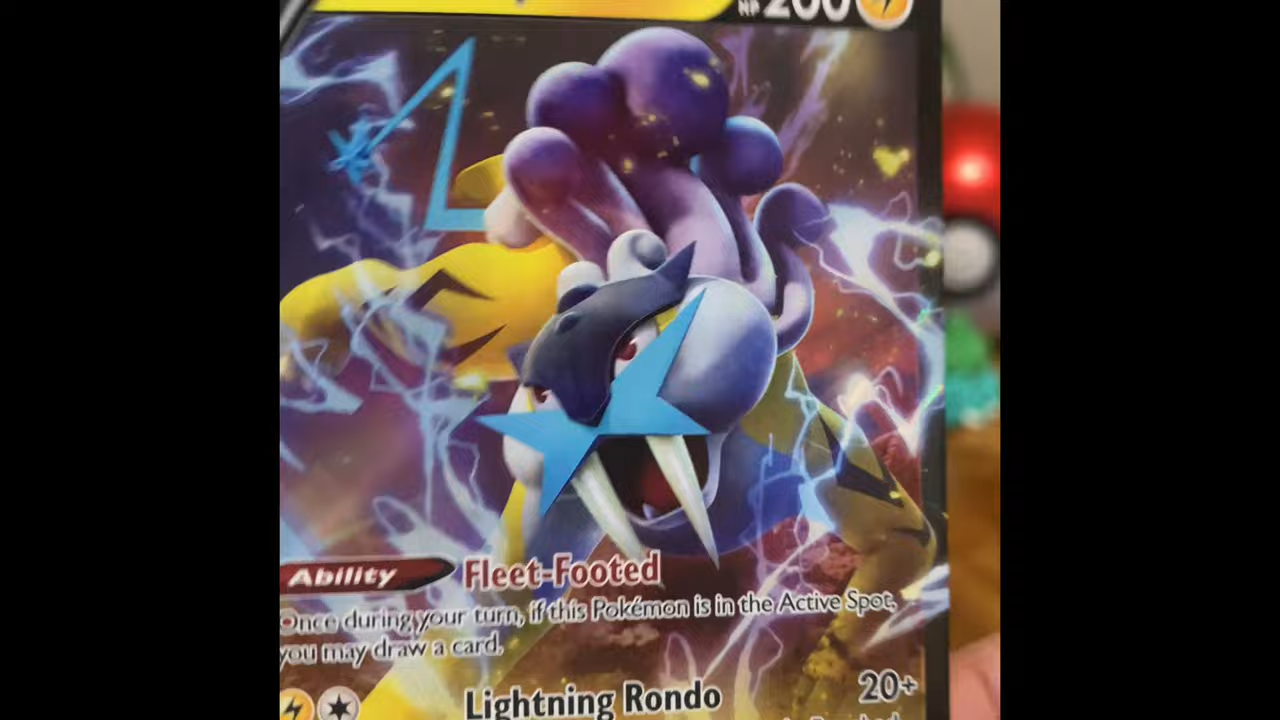 HP 200
Ability Fleet-Footed
Once during your turn, if this Pokémon is in the Active Spot,
you may draw a card.
Lightning Rondo 20+